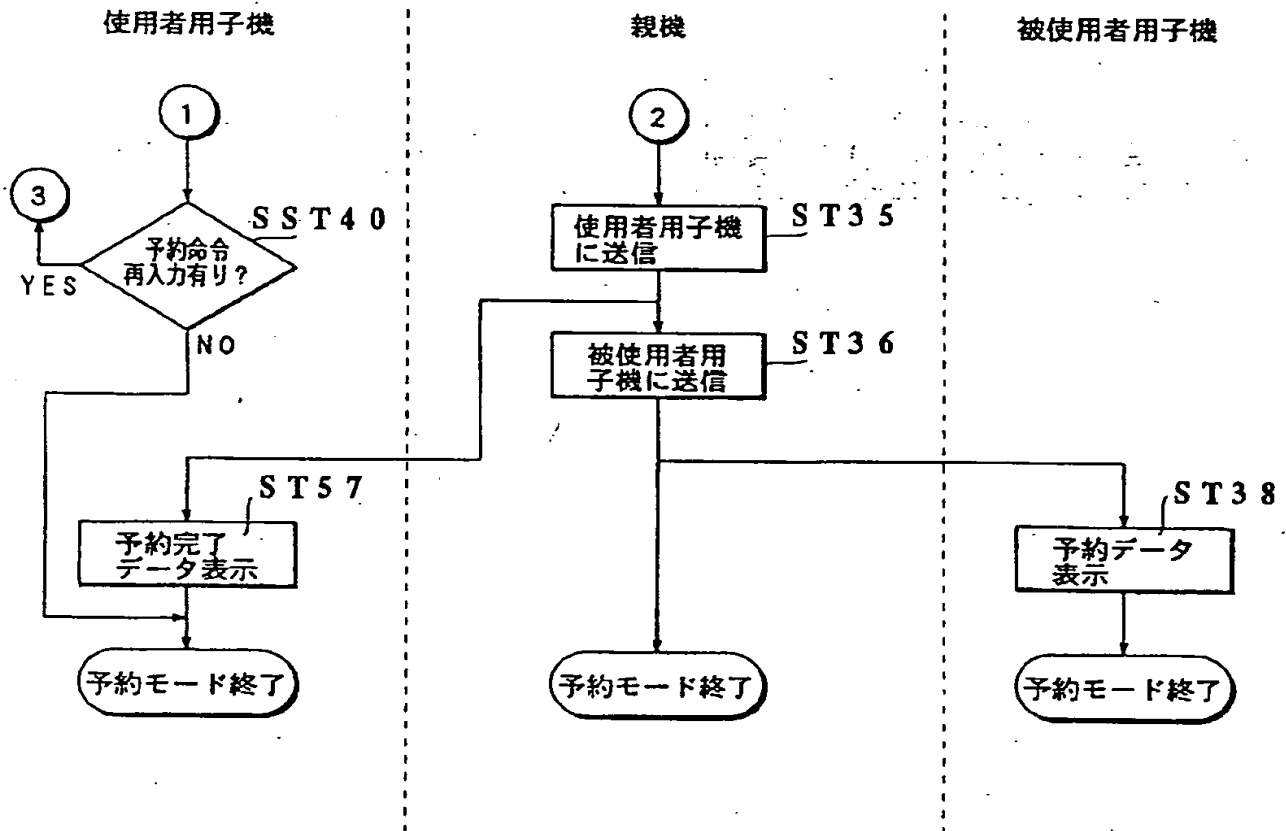 使用者用子機
親機
被使用者用子機
1
2
3
SST40
予約命令
再入力有り?
YES
NO
使用者用子機
に送信
ST35
被使用者用
子機に送信
ST36
ST57
予約完了
データ表示
ST38
予約データ
表示
予約モード終了
予約モード終了
予約モード終了